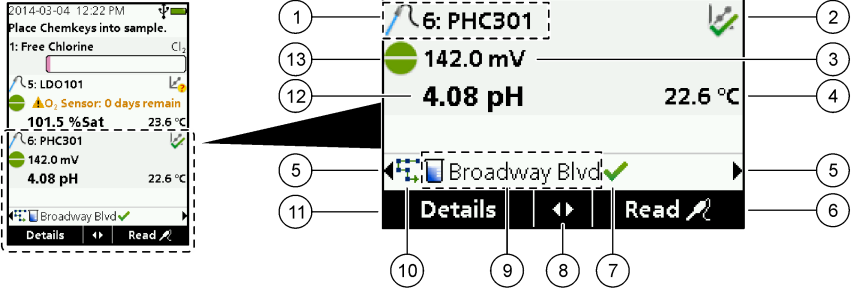 2014-03-04 12:22 PM
Place Chemkeys into sample.
1: Free Chlorine Cl2
5: LDO101
O2 Sensor: 0 days remain
101.5 %Sat 23.6 °C
6: PHC301
142.0 mV
4.08 pH 22.6 °C
Broadway Blvd
Details Read
1 6: PHC301 2
13 142.0 mV 3
12 4.08 pH 22.6 °C 4
5 Broadway Blvd 5
11 Details Read 6
10 9 8 7